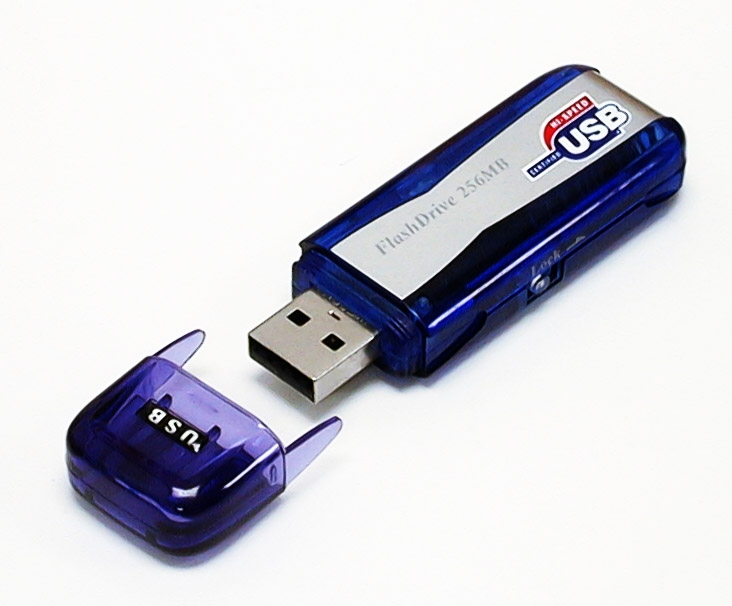 HI-SPEED
CERTIFIED USB
FlashDrive 256MB
Lock
USB